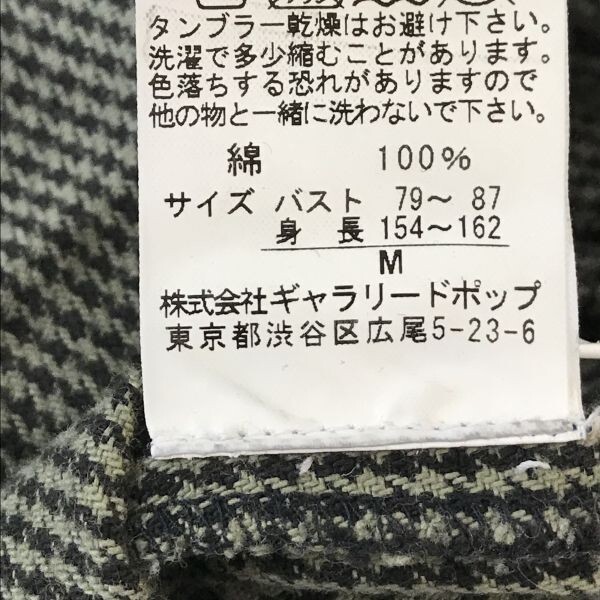 タンブラー乾燥はお避け下さい。
洗濯で多少縮むことがあります。
色落ちする恐れがありますので
他の物と一緒に洗わないで下さい。
綿 100%
サイズ バスト 79〜 87
身 長 154〜162
M
株式会社ギャラリードポップ
東京都渋谷区広尾5-23-6